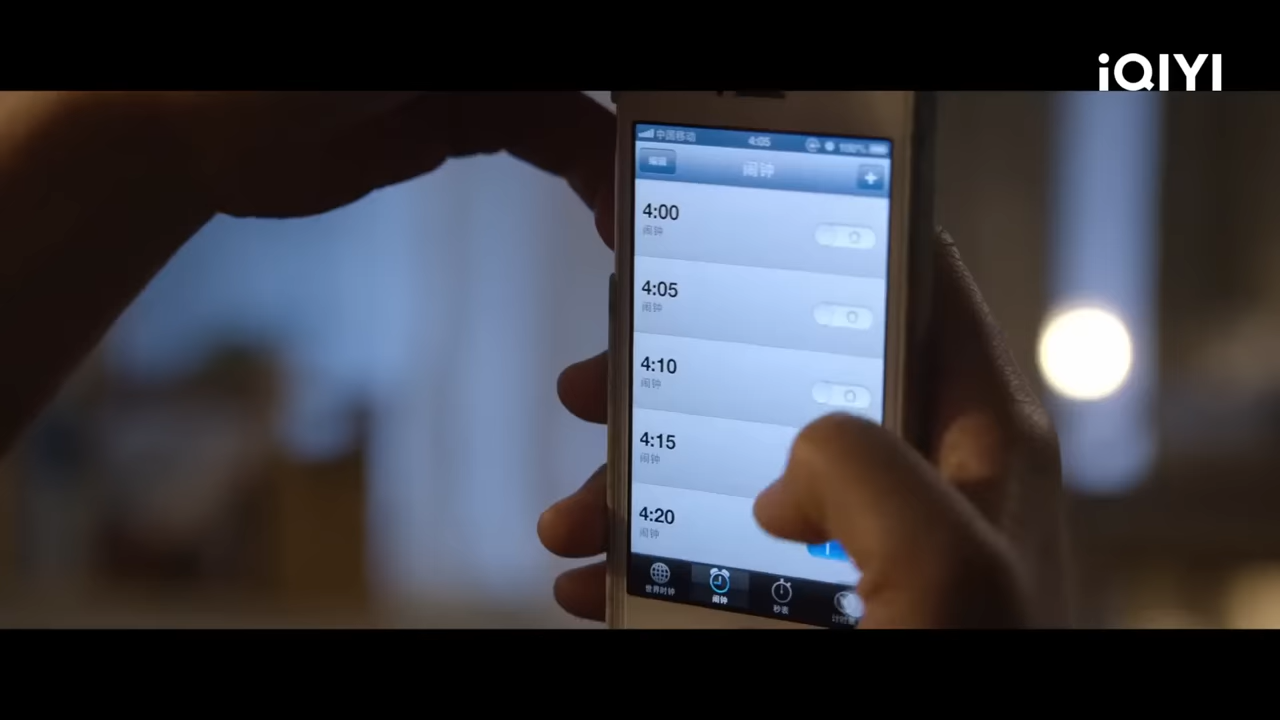 iQIYI
中国移动 4:05 100%
编辑 闹钟 +
4:00
闹钟
4:05
闹钟
4:10
闹钟
4:15
闹钟
4:20
闹钟
世界时钟 闹钟 秒表